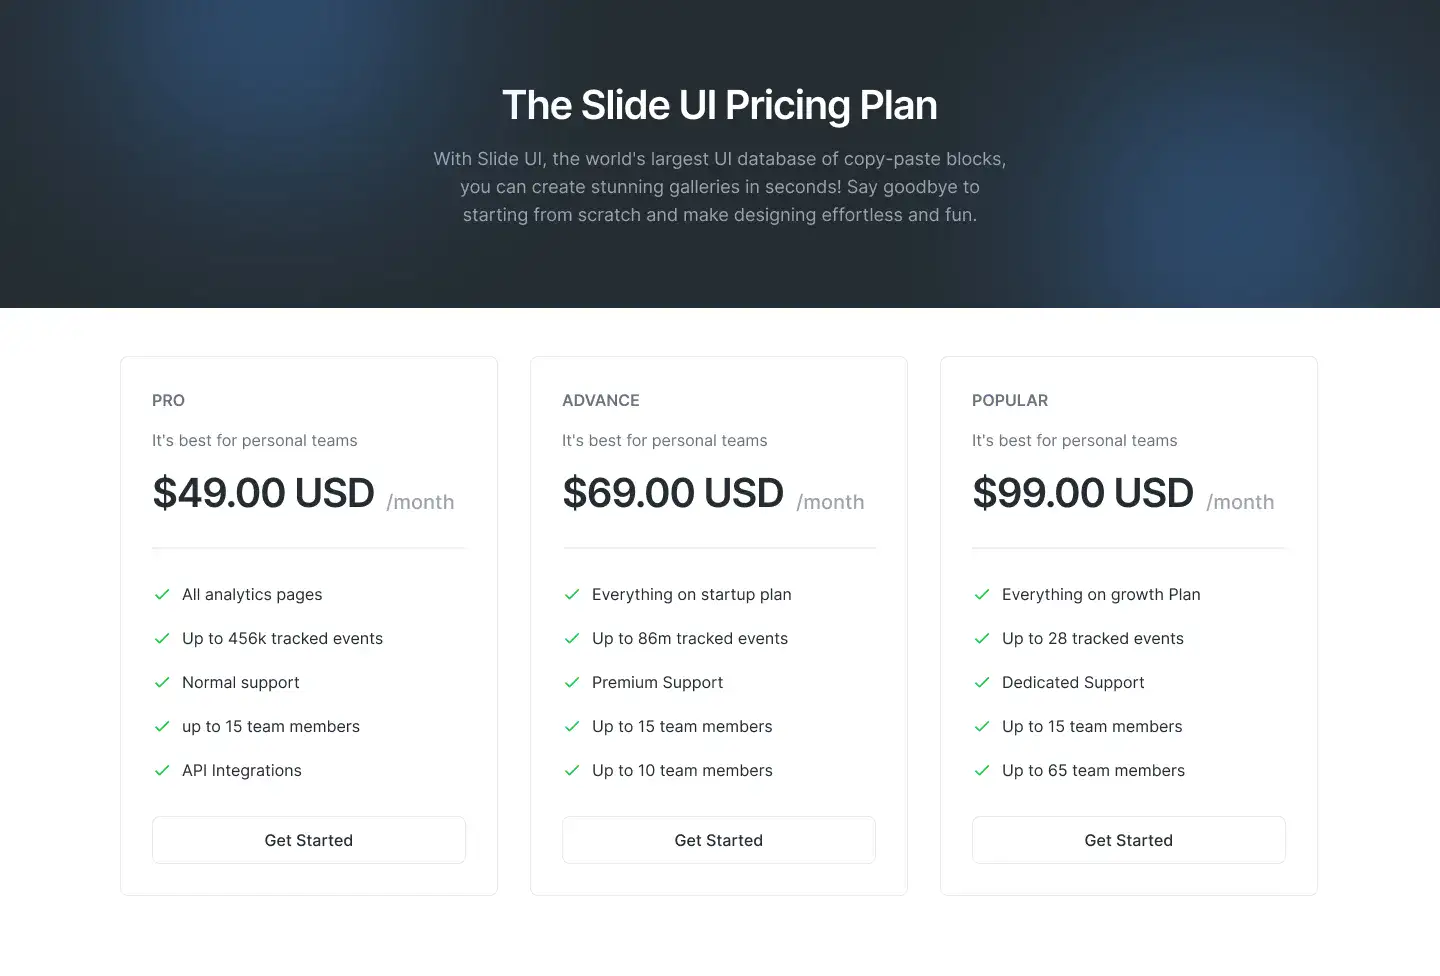 The Slide UI Pricing Plan
With Slide UI, the world's largest UI database of copy-paste blocks,
you can create stunning galleries in seconds! Say goodbye to
starting from scratch and make designing effortless and fun.
PRO
It's best for personal teams
$49.00 USD /month
All analytics pages
Up to 456k tracked events
Normal support
up to 15 team members
API Integrations
Get Started
ADVANCE
It's best for personal teams
$69.00 USD /month
Everything on startup plan
Up to 86m tracked events
Premium Support
Up to 15 team members
Up to 10 team members
Get Started
POPULAR
It's best for personal teams
$99.00 USD /month
Everything on growth Plan
Up to 28 tracked events
Dedicated Support
Up to 15 team members
Up to 65 team members
Get Started